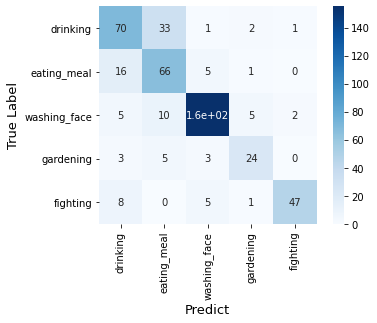 drinking 70 33 1 2 1
eating_meal 16 66 5 1 0
washing_face 5 10 1.6e+02 5 2
gardening 3 5 3 24 0
fighting 8 0 5 1 47
drinking eating_meal washing_face gardening fighting
True Label
Predict
140
120
100
80
60
40
20
0